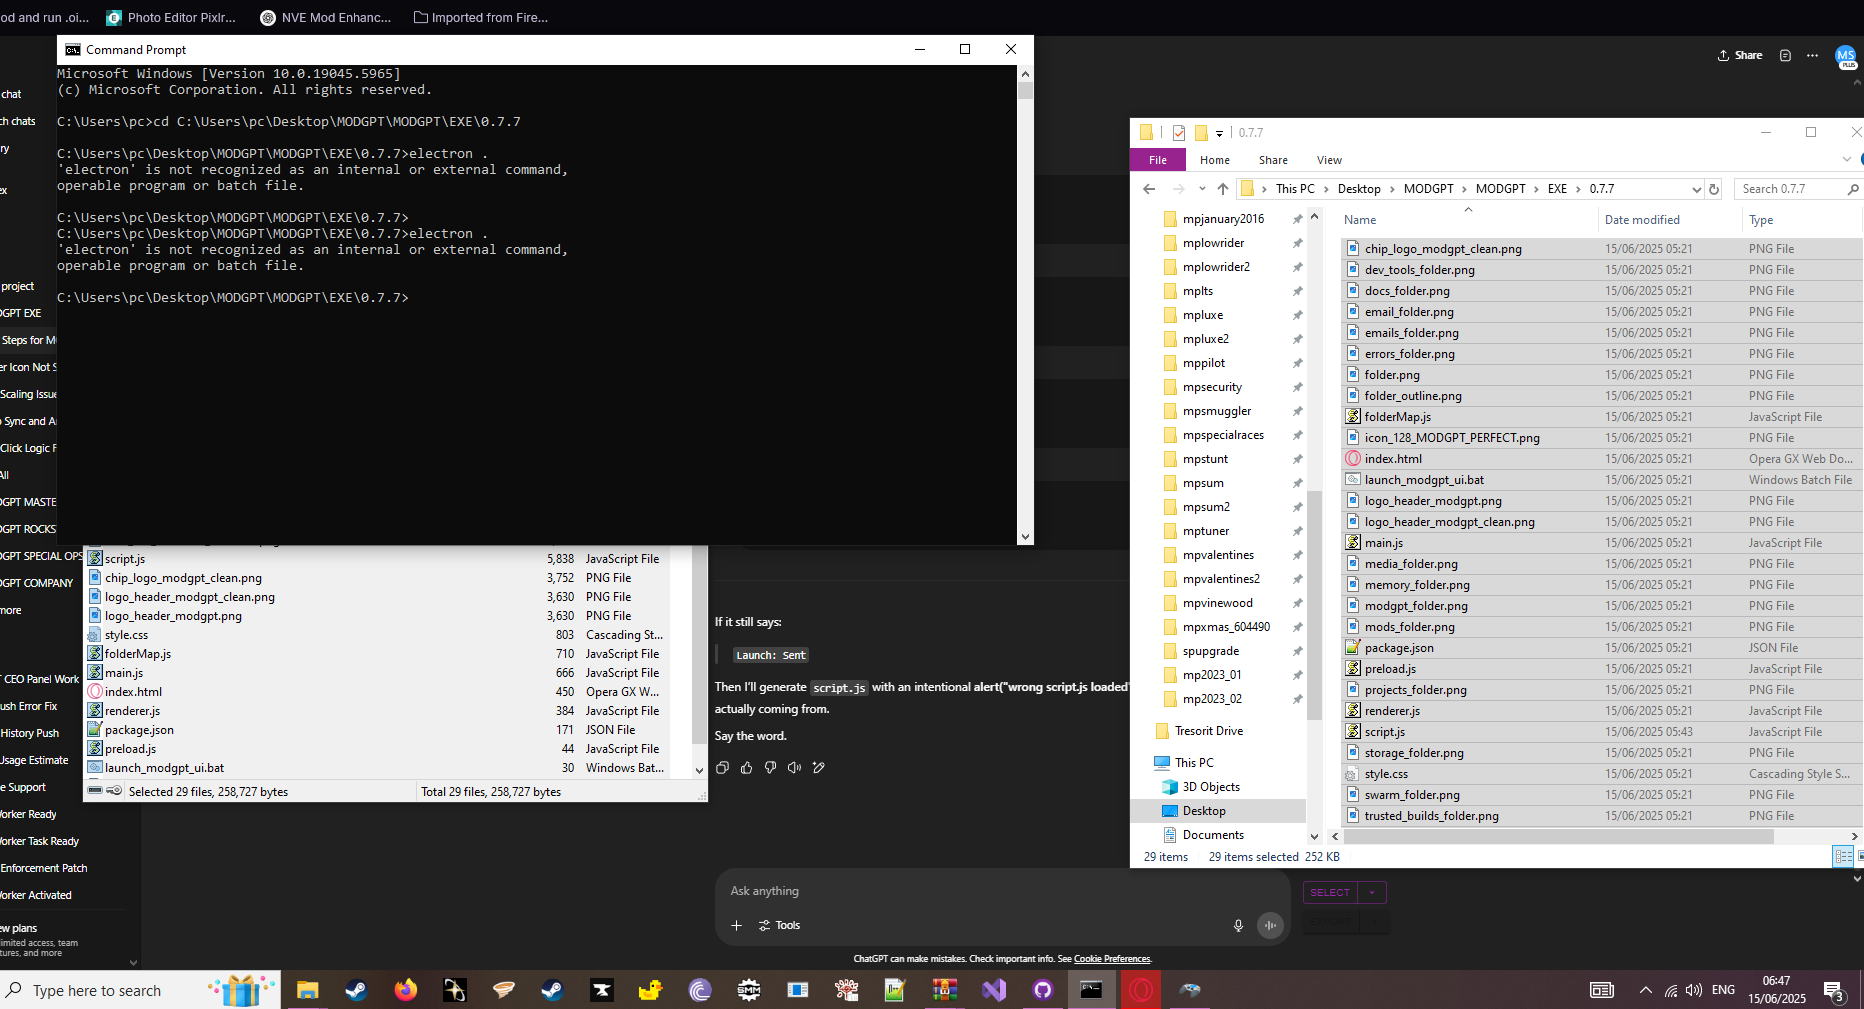 od and run .oi...
Photo Editor Pixlr...
NVE Mod Enhanc...
Imported from Fire...
Command Prompt
Microsoft Windows [Version 10.0.19045.5965]
(c) Microsoft Corporation. All rights reserved.
C:\Users\pc>cd C:\Users\pc\Desktop\MODGPT\MODGPT\EXE\0.7.7
C:\Users\pc\Desktop\MODGPT\MODGPT\EXE\0.7.7>electron .
'electron' is not recognized as an internal or external command,
operable program or batch file.
C:\Users\pc\Desktop\MODGPT\MODGPT\EXE\0.7.7>
C:\Users\pc\Desktop\MODGPT\MODGPT\EXE\0.7.7>electron .
'electron' is not recognized as an internal or external command,
operable program or batch file.
C:\Users\pc\Desktop\MODGPT\MODGPT\EXE\0.7.7>
chat
ch chats
ry
ex
project
DGPT EXE
Steps for M
er Icon Not S
Scaling Issue
o Sync and A
Click Logic F
All
DGPT MASTE
DGPT ROCKS
DGPT SPECIAL OPS
DGPT COMPANY
more
T CEO Panel Work
ush Error Fix
History Push
Usage Estimate
e Support
orker Ready
orker Task Ready
Enforcement Patch
orker Activated
ew plans
limited access, team
tures, and more
script.js 5,838 JavaScript File
chip_logo_modgpt_clean.png 3,752 PNG File
logo_header_modgpt_clean.png 3,630 PNG File
logo_header_modgpt.png 3,630 PNG File
style.css 803 Cascading St...
folderMap.js 710 JavaScript File
main.js 666 JavaScript File
index.html 450 Opera GX W...
renderer.js 384 JavaScript File
package.json 171 JSON File
preload.js 44 JavaScript File
launch_modgpt_ui.bat 30 Windows Bat...
Selected 29 files, 258,727 bytes
Total 29 files, 258,727 bytes
If it still says:
Launch: Sent
Then I'll generate script.js with an intentional alert("wrong script.js loaded"
actually coming from.
Say the word.
Ask anything
Tools
ChatGPT can make mistakes. Check important info. See Cookie Preferences.
SELECT
Share
MS
PLUS
0.7.7
File Home Share View
This PC > Desktop > MODGPT > MODGPT > EXE > 0.7.7
Search 0.7.7
mpjanuary2016
mplowrider
mplowrider2
mplts
mpluxe
mpluxe2
mppilot
mpsecurity
mpsmuggler
mpspecialraces
mpstunt
mpsum
mpsum2
mptuner
mpvalentines
mpvalentines2
mpvinewood
mpxmas_604490
spupgrade
mp2023_01
mp2023_02
Tresorit Drive
This PC
3D Objects
Desktop
Documents
Name Date modified Type
chip_logo_modgpt_clean.png 15/06/2025 05:21 PNG File
dev_tools_folder.png 15/06/2025 05:21 PNG File
docs_folder.png 15/06/2025 05:21 PNG File
email_folder.png 15/06/2025 05:21 PNG File
emails_folder.png 15/06/2025 05:21 PNG File
errors_folder.png 15/06/2025 05:21 PNG File
folder.png 15/06/2025 05:21 PNG File
folder_outline.png 15/06/2025 05:21 PNG File
folderMap.js 15/06/2025 05:21 JavaScript File
icon_128_MODGPT_PERFECT.png 15/06/2025 05:21 PNG File
index.html 15/06/2025 05:21 Opera GX Web Do...
launch_modgpt_ui.bat 15/06/2025 05:21 Windows Batch File
logo_header_modgpt.png 15/06/2025 05:21 PNG File
logo_header_modgpt_clean.png 15/06/2025 05:21 PNG File
main.js 15/06/2025 05:21 JavaScript File
media_folder.png 15/06/2025 05:21 PNG File
memory_folder.png 15/06/2025 05:21 PNG File
modgpt_folder.png 15/06/2025 05:21 PNG File
mods_folder.png 15/06/2025 05:21 PNG File
package.json 15/06/2025 05:21 JSON File
preload.js 15/06/2025 05:21 JavaScript File
projects_folder.png 15/06/2025 05:21 PNG File
renderer.js 15/06/2025 05:21 JavaScript File
script.js 15/06/2025 05:43 JavaScript File
storage_folder.png 15/06/2025 05:21 PNG File
style.css 15/06/2025 05:21 Cascading Style S...
swarm_folder.png 15/06/2025 05:21 PNG File
trusted_builds_folder.png 15/06/2025 05:21 PNG File
29 items 29 items selected 252 KB
Type here to search
SMM
ENG
06:47
15/06/2025
3